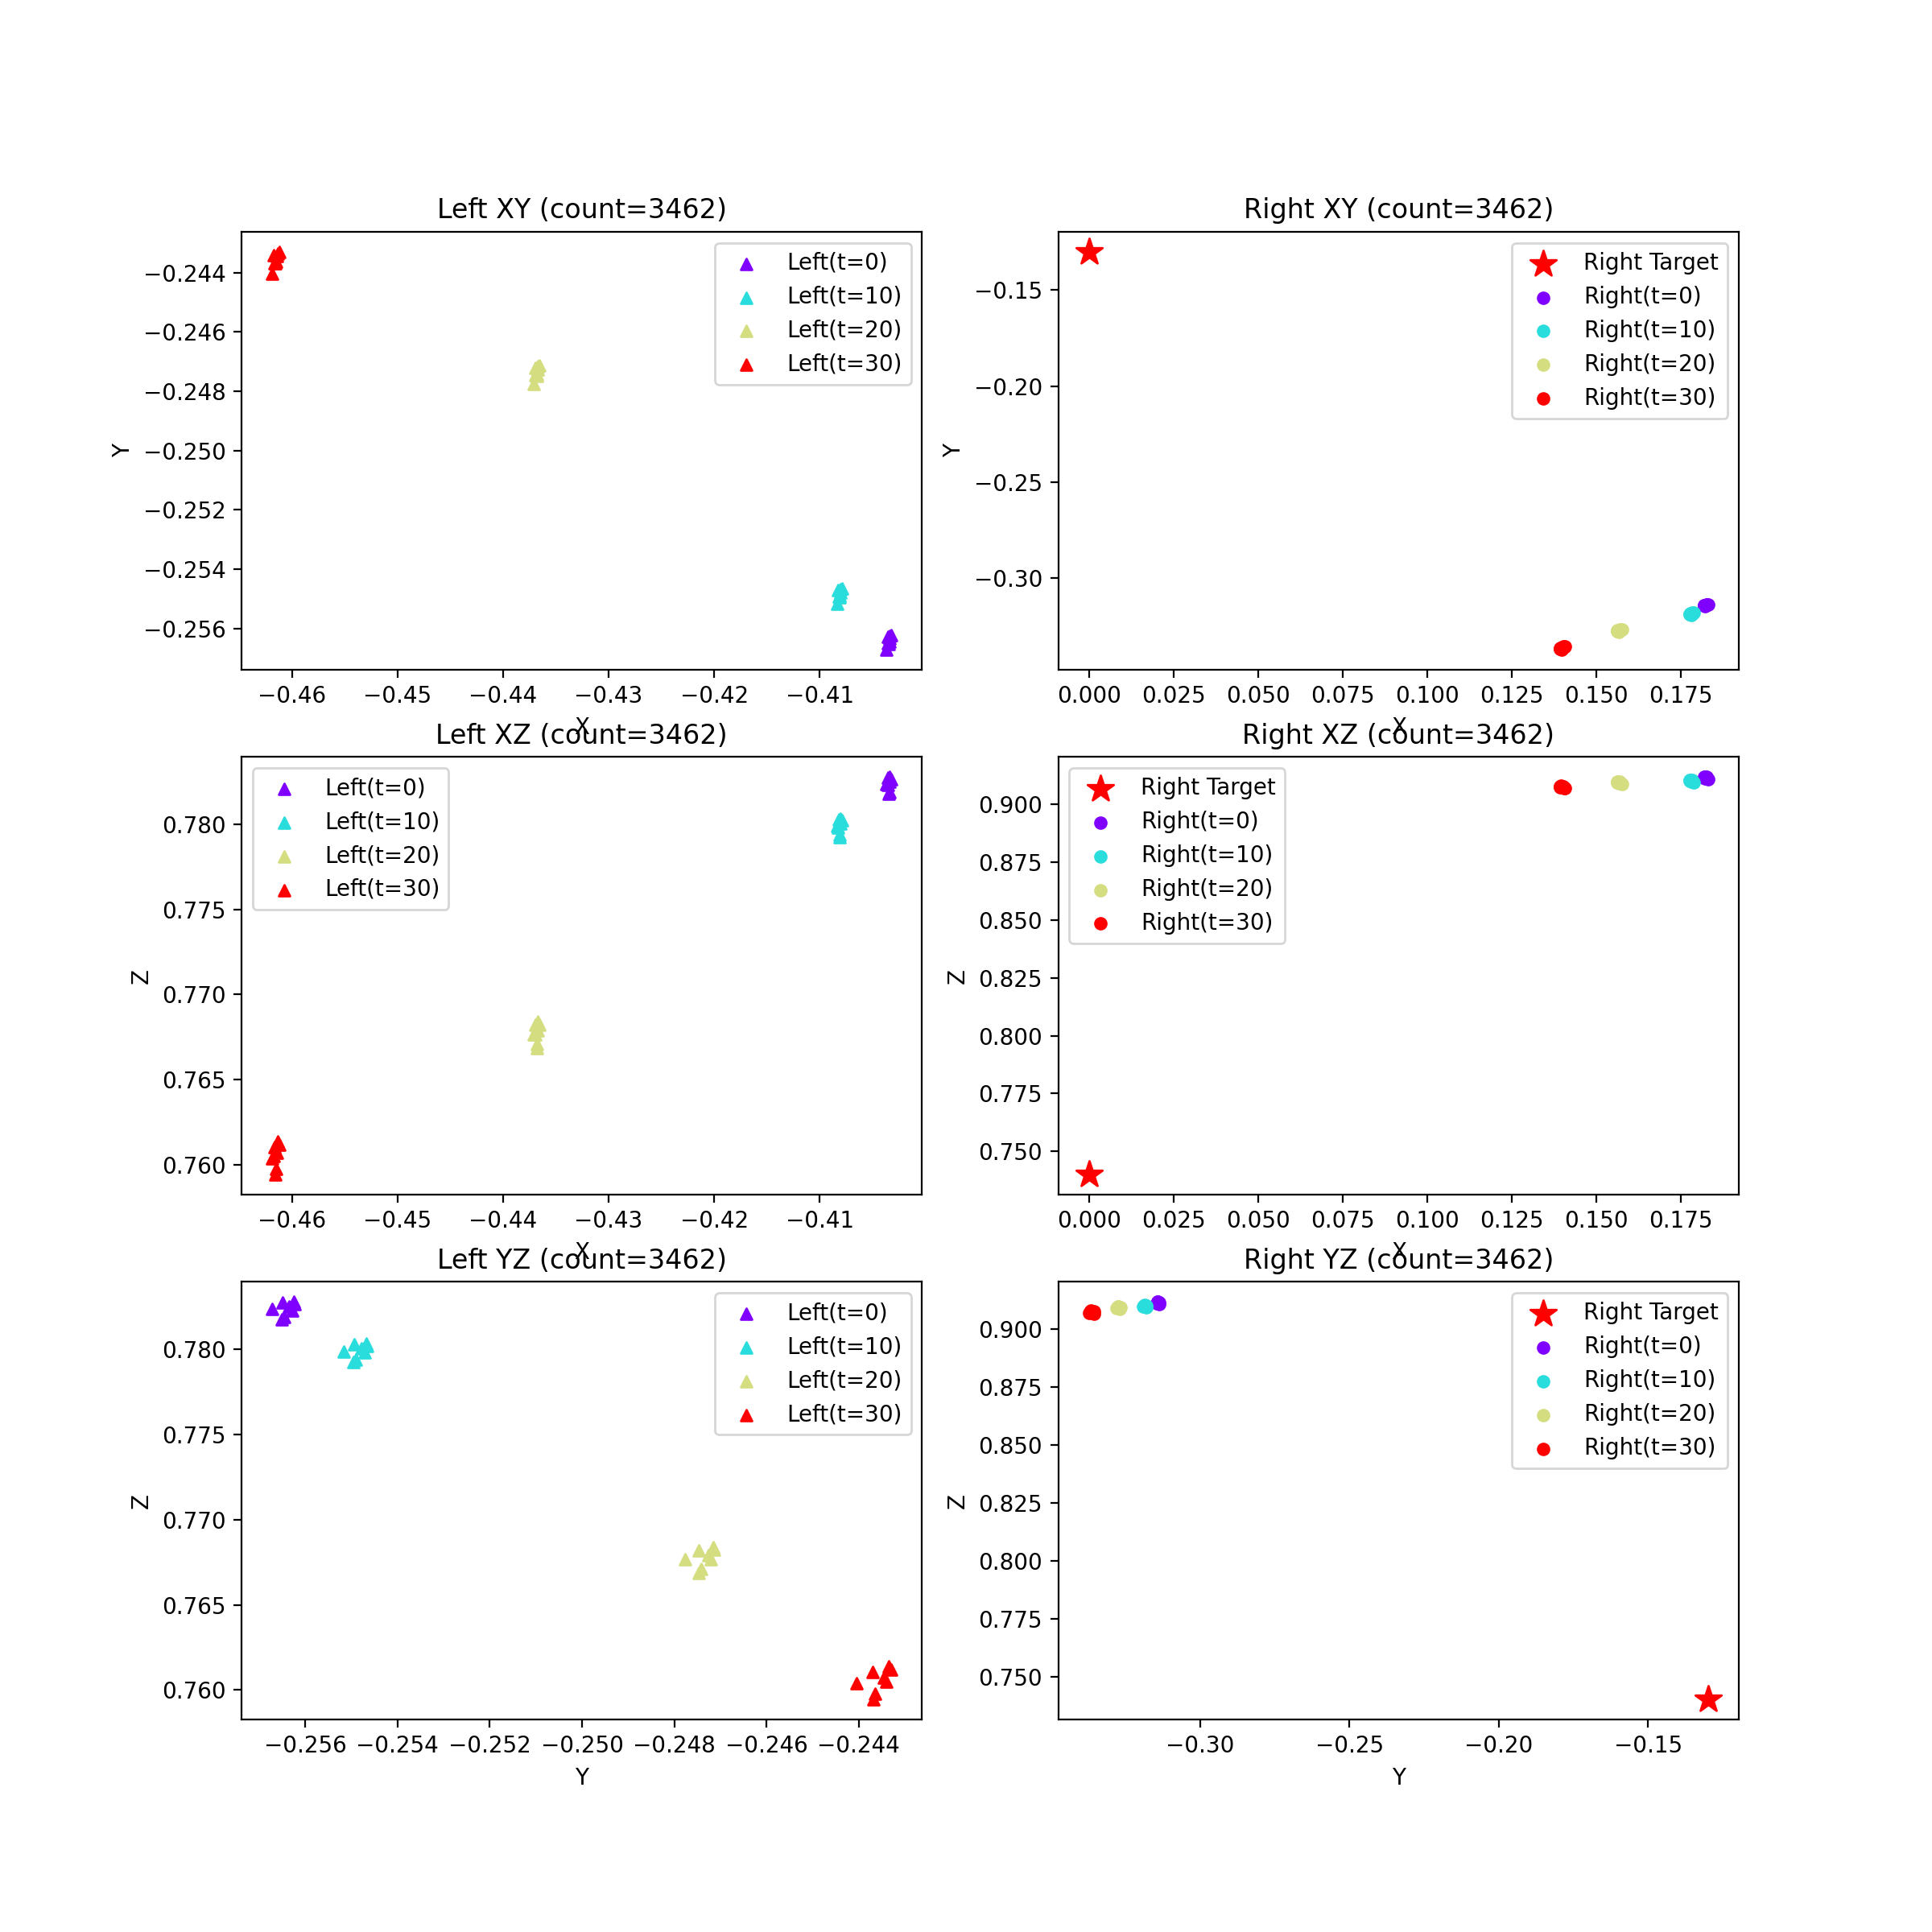 Left XY (count=3462)
Y
−0.244
−0.246
−0.248
−0.250
−0.252
−0.254
−0.256
Left(t=0)
Left(t=10)
Left(t=20)
Left(t=30)
−0.46 −0.45 −0.44 −0.43 −0.42 −0.41
X
Right XY (count=3462)
Y
−0.15
−0.20
−0.25
−0.30
Right Target
Right(t=0)
Right(t=10)
Right(t=20)
Right(t=30)
0.000 0.025 0.050 0.075 0.100 0.125 0.150 0.175
X
Left XZ (count=3462)
Z
0.780
0.775
0.770
0.765
0.760
Left(t=0)
Left(t=10)
Left(t=20)
Left(t=30)
−0.46 −0.45 −0.44 −0.43 −0.42 −0.41
X
Right XZ (count=3462)
Z
0.900
0.875
0.850
0.825
0.800
0.775
0.750
Right Target
Right(t=0)
Right(t=10)
Right(t=20)
Right(t=30)
0.000 0.025 0.050 0.075 0.100 0.125 0.150 0.175
X
Left YZ (count=3462)
Z
0.780
0.775
0.770
0.765
0.760
Left(t=0)
Left(t=10)
Left(t=20)
Left(t=30)
−0.256 −0.254 −0.252 −0.250 −0.248 −0.246 −0.244
Y
Right YZ (count=3462)
Z
0.900
0.875
0.850
0.825
0.800
0.775
0.750
Right Target
Right(t=0)
Right(t=10)
Right(t=20)
Right(t=30)
−0.30 −0.25 −0.20 −0.15
Y